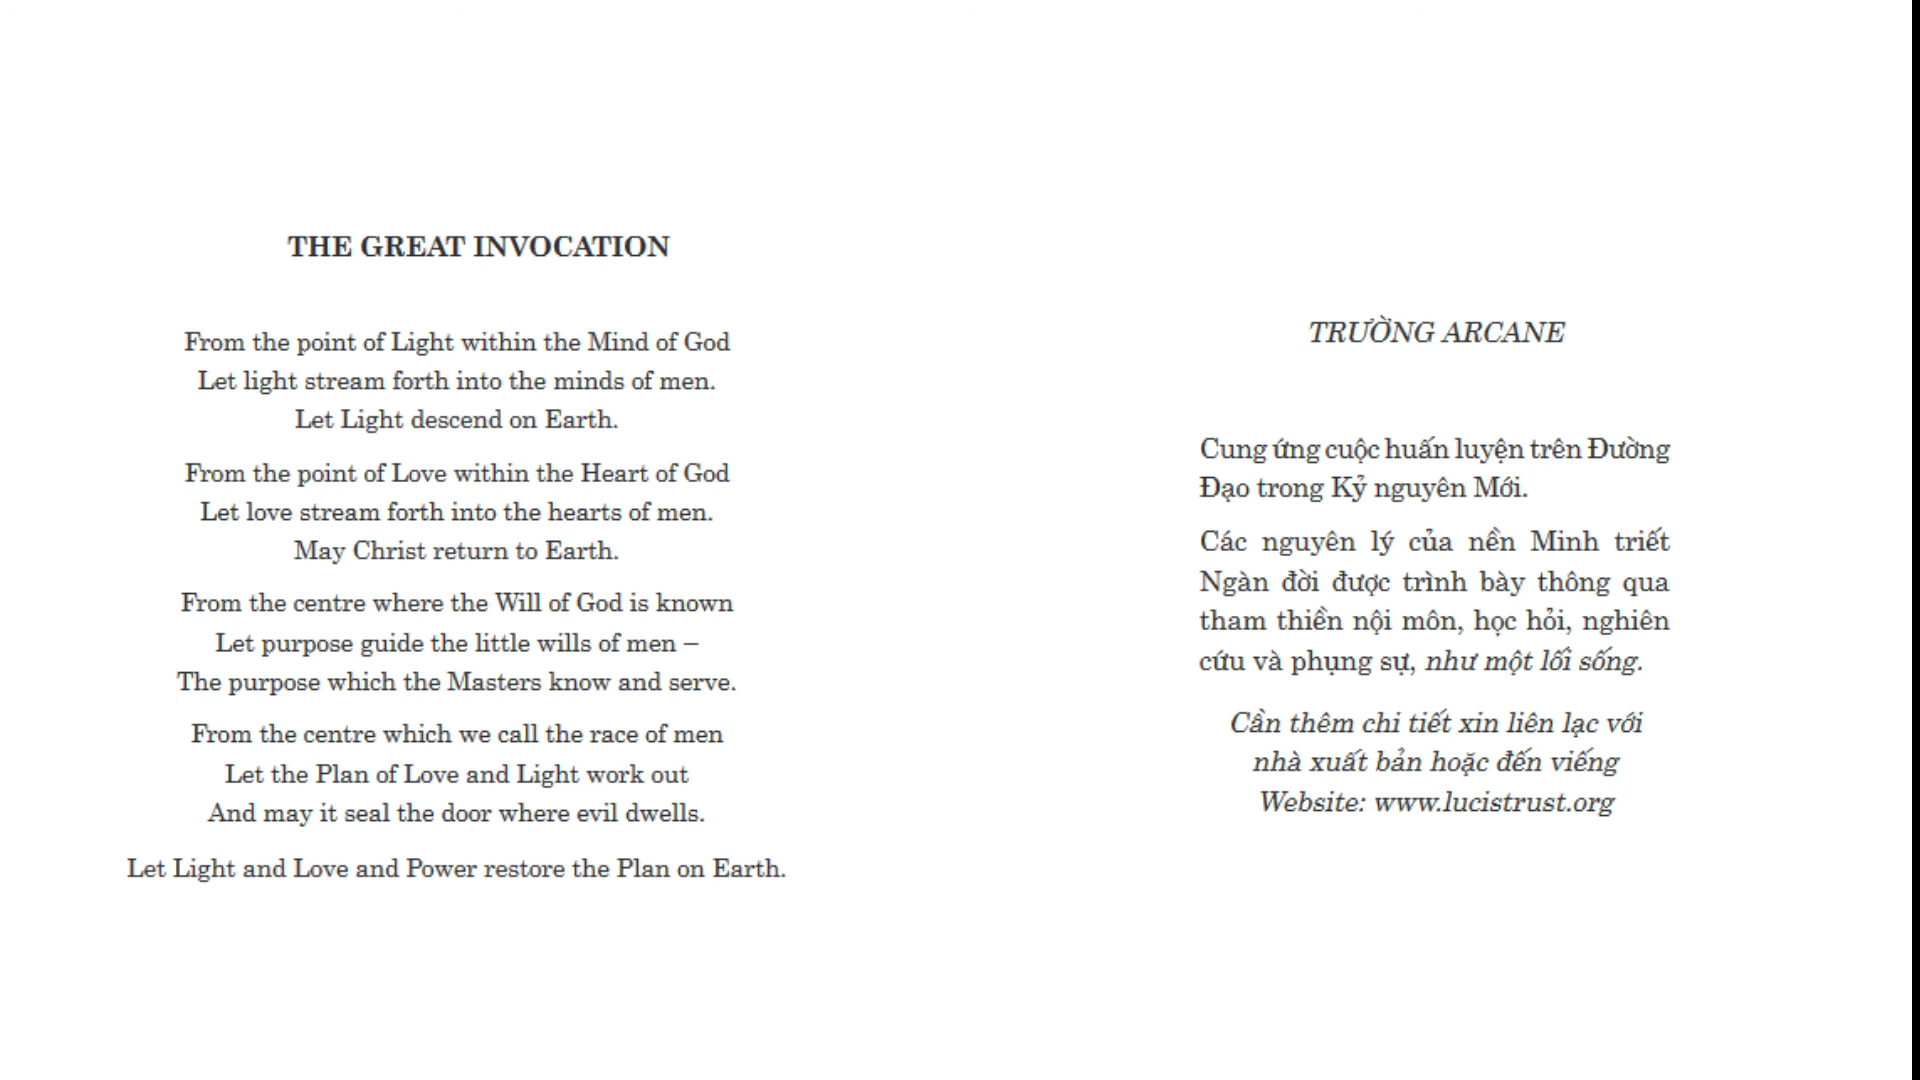 THE GREAT INVOCATION
From the point of Light within the Mind of God
Let light stream forth into the minds of men.
Let Light descend on Earth.
From the point of Love within the Heart of God
Let love stream forth into the hearts of men.
May Christ return to Earth.
From the centre where the Will of God is known
Let purpose guide the little wills of men –
The purpose which the Masters know and serve.
From the centre which we call the race of men
Let the Plan of Love and Light work out
And may it seal the door where evil dwells.
Let Light and Love and Power restore the Plan on Earth.
TRƯỜNG ARCANE
Cung ứng cuộc huấn luyện trên Đường
Đạo trong Kỷ nguyên Mới.
Các nguyên lý của nền Minh triết
Ngàn đời được trình bày thông qua
tham thiền nội môn, học hỏi, nghiên
cứu và phụng sự, như một lối sống.
Cần thêm chi tiết xin liên lạc với
nhà xuất bản hoặc đến viếng
Website: www.lucistrust.org